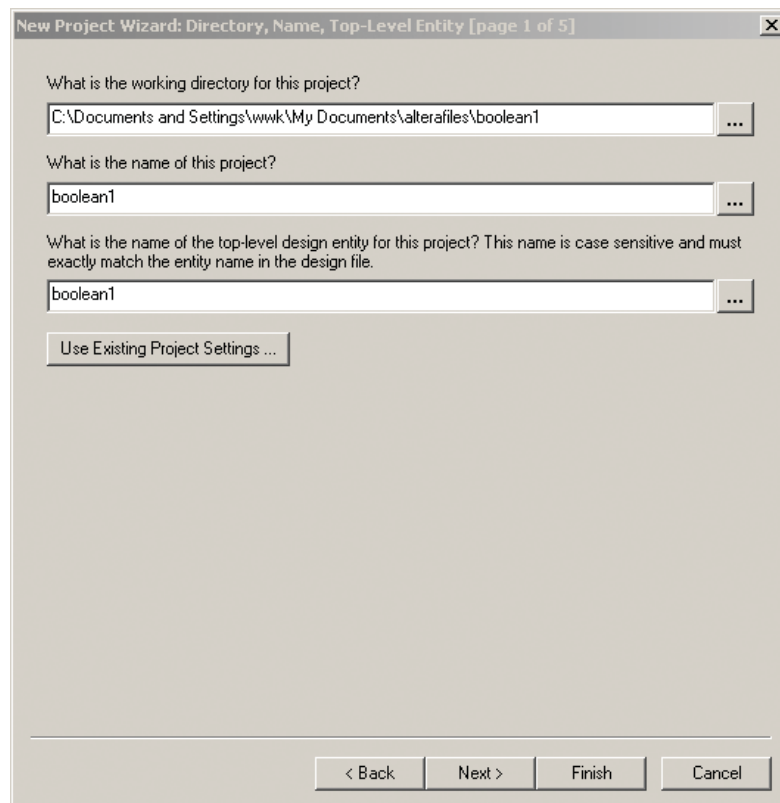 New Project Wizard: Directory, Name, Top-Level Entity [page 1 of 5]
What is the working directory for this project?
C:\Documents and Settings\wwk\My Documents\alterafiles\boolean1
...
What is the name of this project?
boolean1
...
What is the name of the top-level design entity for this project? This name is case sensitive and must
exactly match the entity name in the design file.
boolean1
...
Use Existing Project Settings ...
< Back Next > Finish Cancel